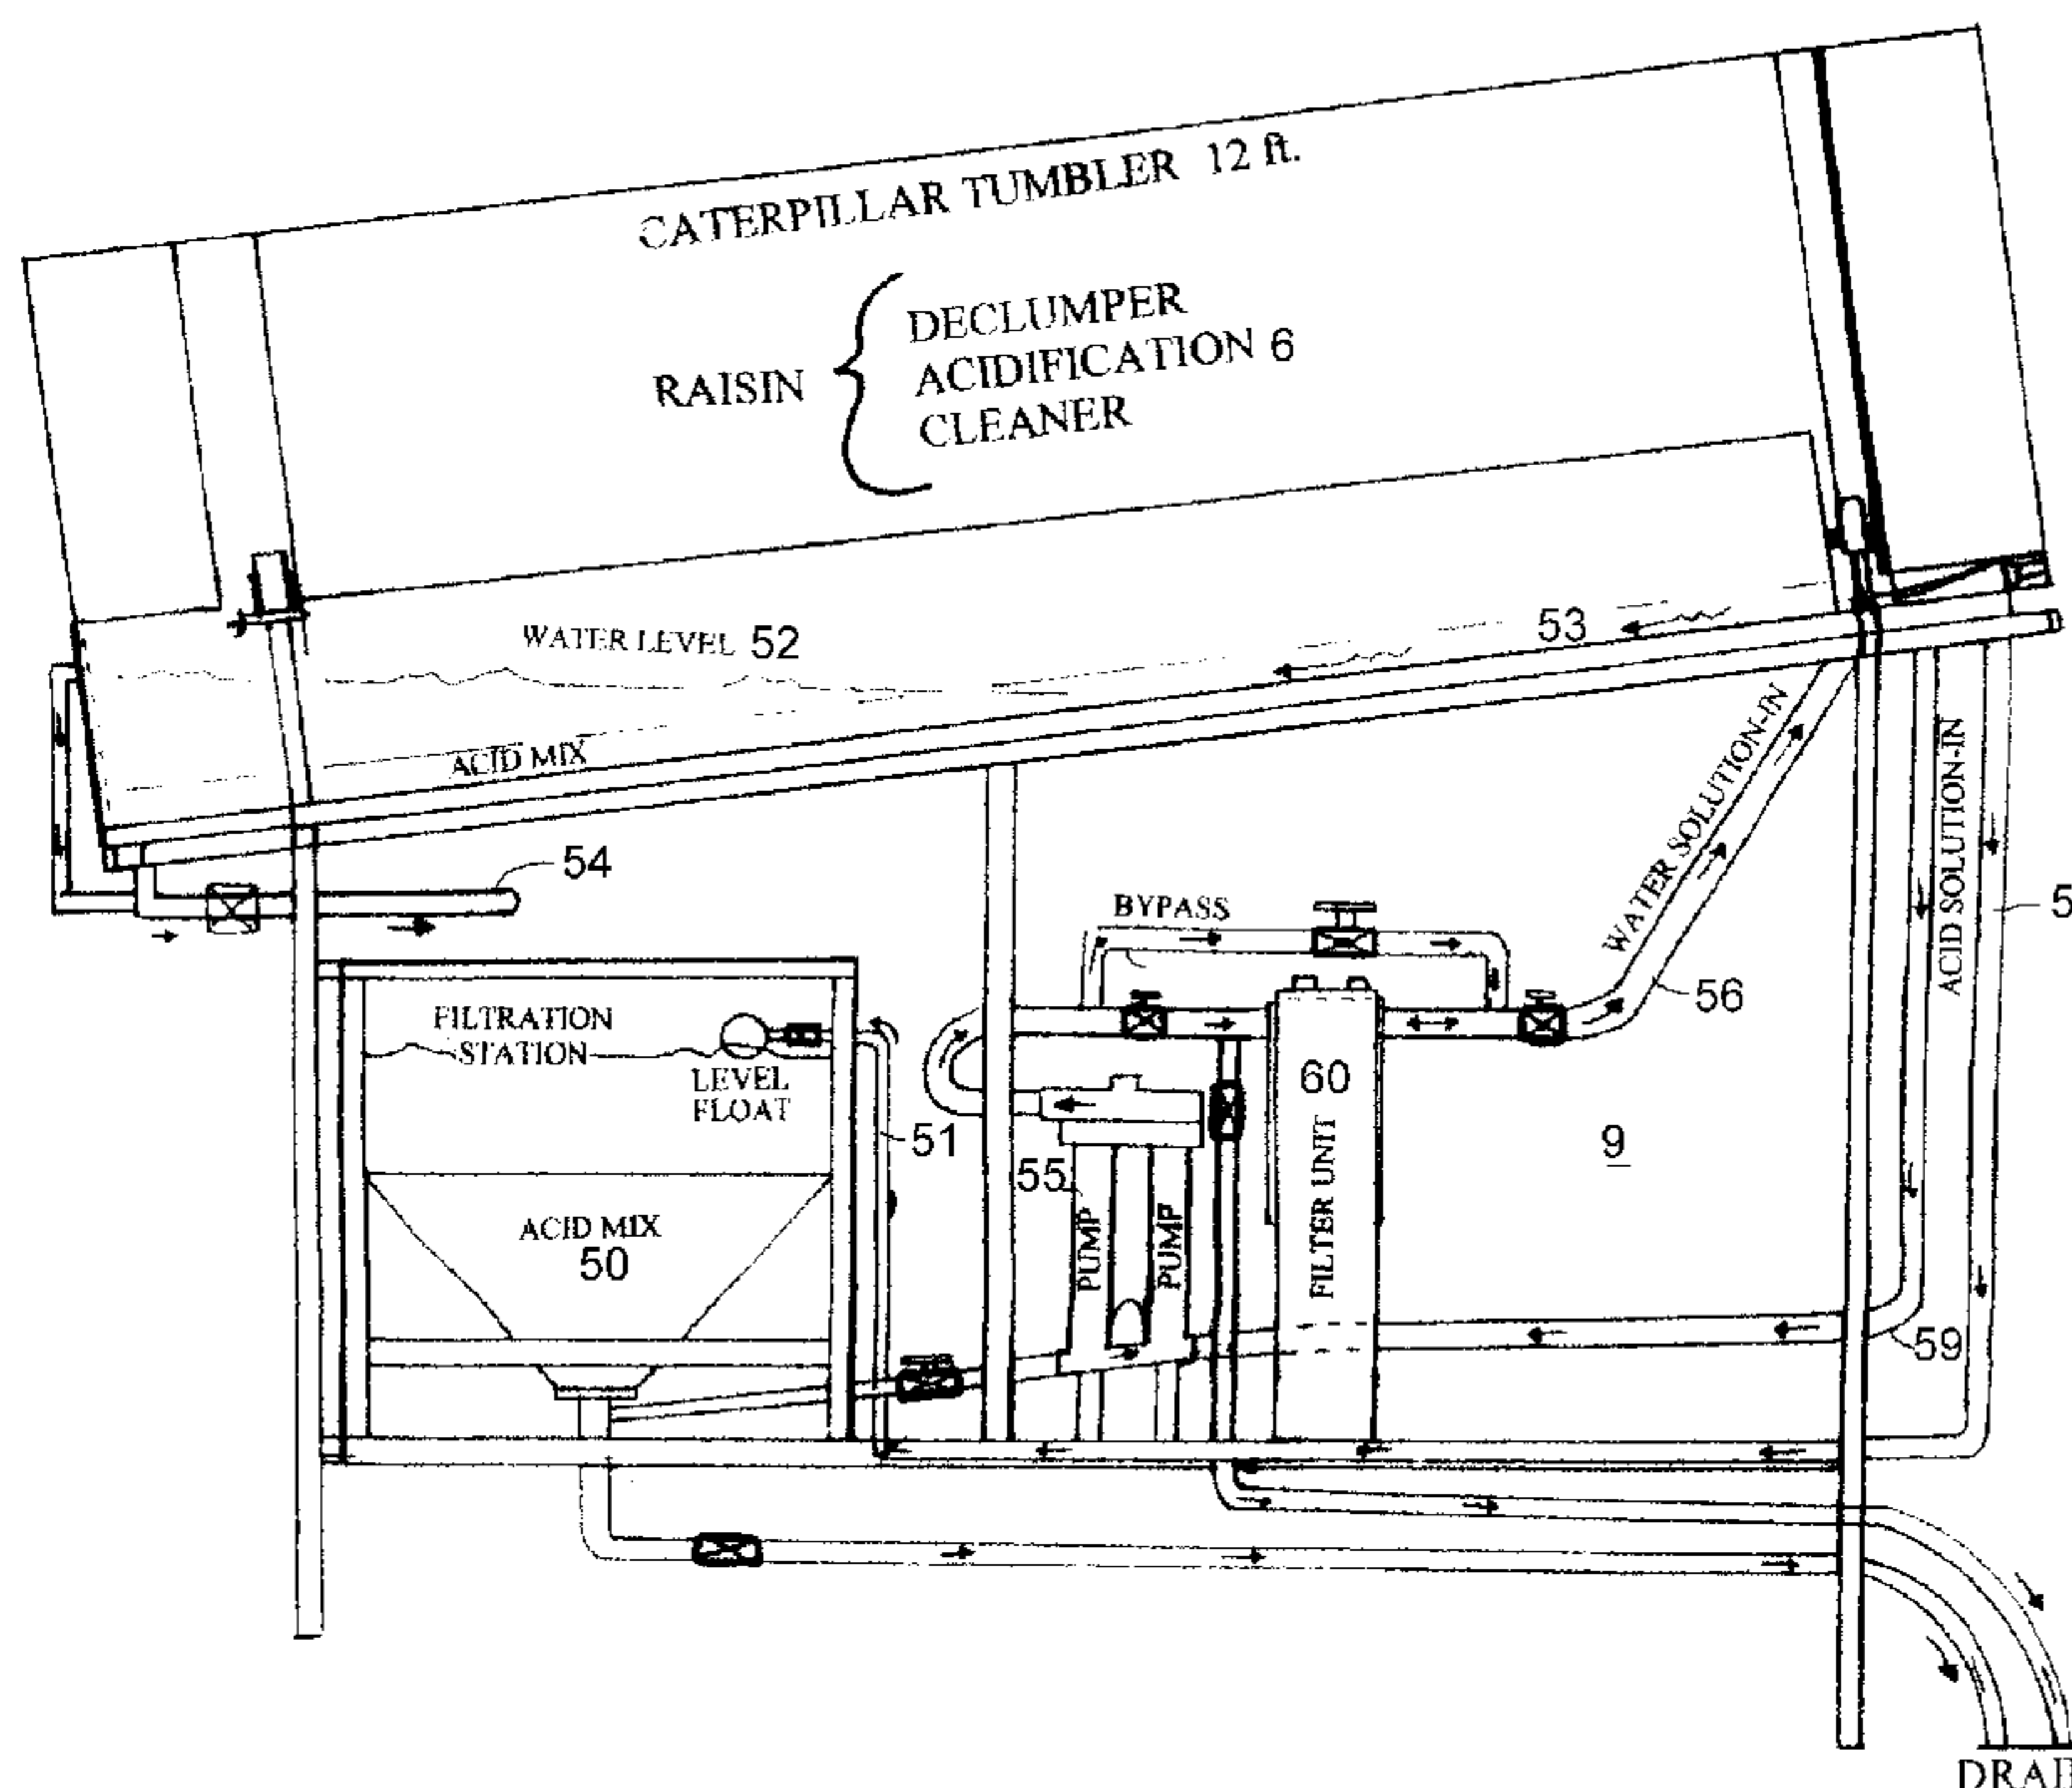 CATERPILLAR TUMBLER 12 ft.
RAISIN
DECLUMPER
ACIDIFICATION 6
CLEANER
WATER LEVEL 52
53
ACID MIX
54
WATER SOLUTION-IN
ACID SOLUTION-IN
5
BYPASS
56
FILTRATION
STATION
LEVEL
FLOAT
51
60
FILTER UNIT
9
55
PUMP
PUMP
ACID MIX
50
59